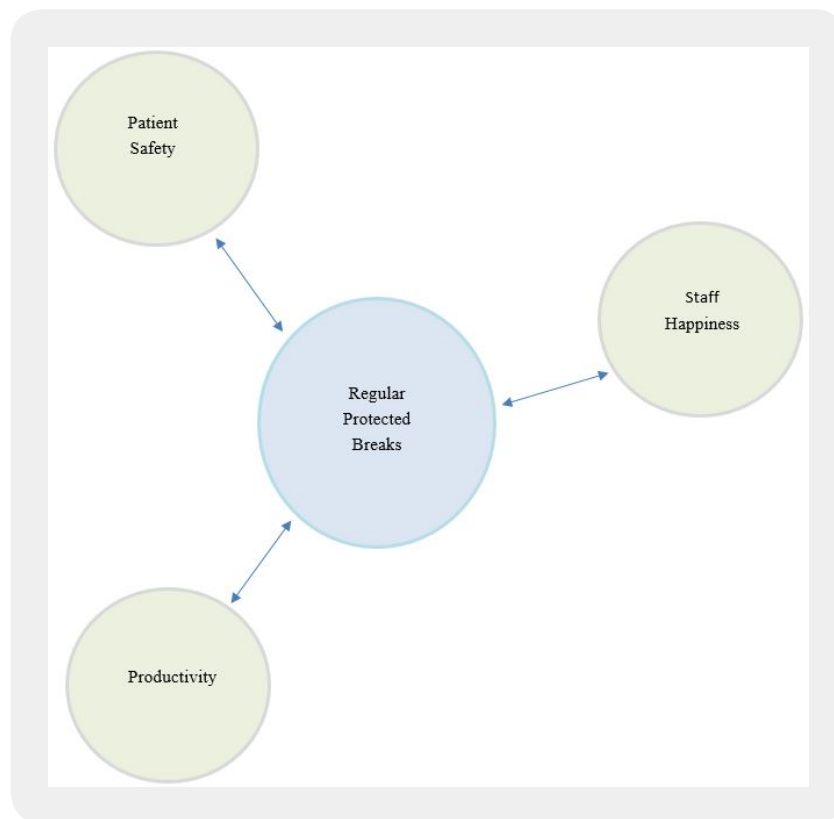 Patient
Safety
Staff
Happiness
Regular
Protected
Breaks
Productivity